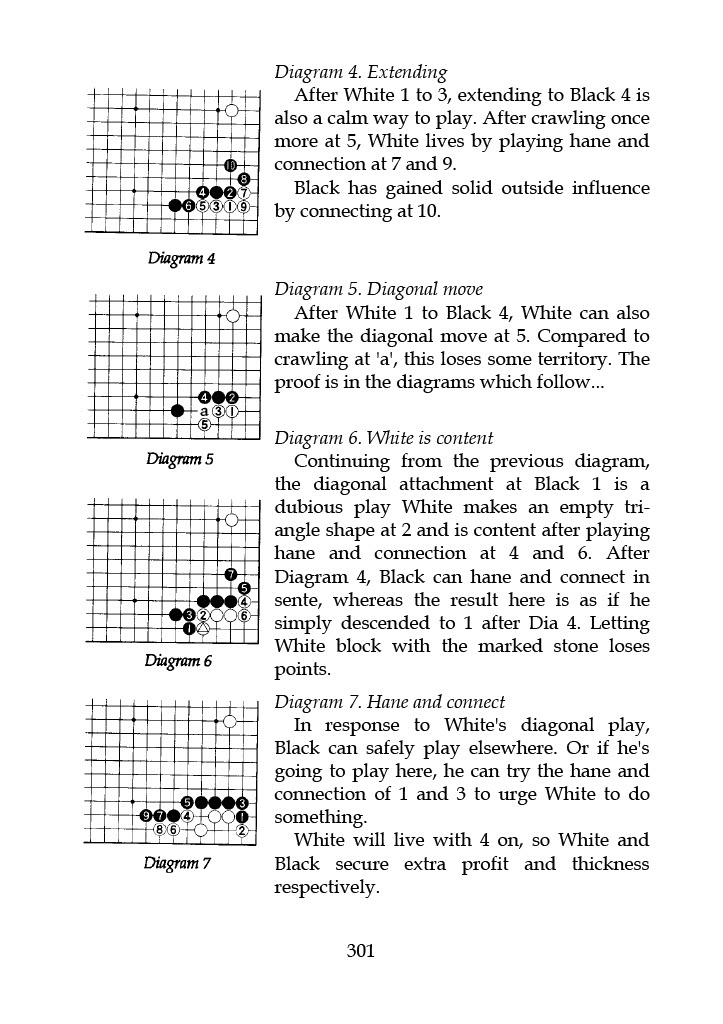 Diagram 4. Extending
After White 1 to 3, extending to Black 4 is
also a calm way to play. After crawling once
more at 5, White lives by playing hane and
connection at 7 and 9.
Black has gained solid outside influence
by connecting at 10.
10
8
4 2 7
6 5 3 1 9
Diagram 4
Diagram 5. Diagonal move
After White 1 to Black 4, White can also
make the diagonal move at 5. Compared to
crawling at 'a', this loses some territory. The
proof is in the diagrams which follow...
4 2
a 3 1
5
Diagram 5
Diagram 6. White is content
Continuing from the previous diagram,
the diagonal attachment at Black 1 is a
dubious play White makes an empty tri-
angle shape at 2 and is content after playing
hane and connection at 4 and 6. After
Diagram 4, Black can hane and connect in
sente, whereas the result here is as if he
simply descended to 1 after Dia 4. Letting
White block with the marked stone loses
points.
7
5
4
3 2 6
1
Diagram 6
Diagram 7. Hane and connect
In response to White's diagonal play,
Black can safely play elsewhere. Or if he's
going to play here, he can try the hane and
connection of 1 and 3 to urge White to do
something.
White will live with 4 on, so White and
Black secure extra profit and thickness
respectively.
5 3
9 7 4 1
8 6 2
Diagram 7
301